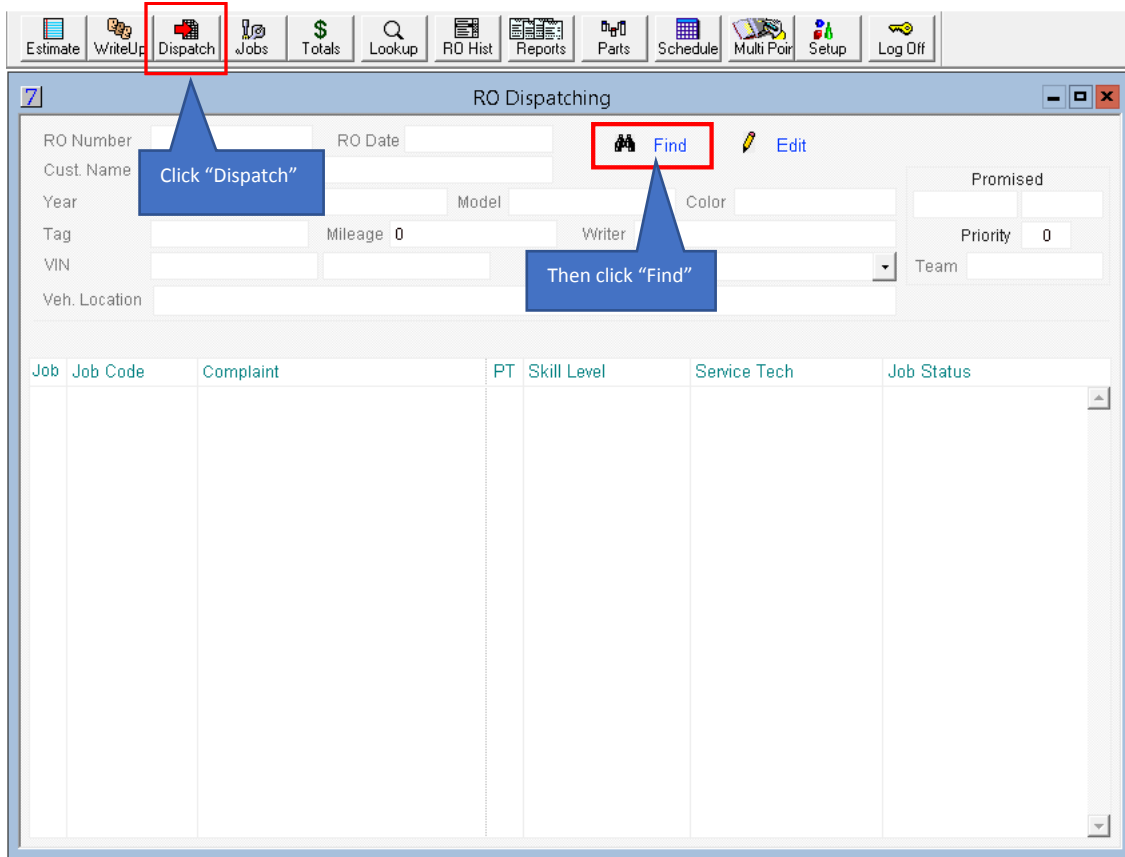 Estimate WriteUp Dispatch Jobs Totals Lookup RO Hist Reports Parts Schedule Multi Poir Setup Log Off
7 RO Dispatching
RO Number RO Date Find Edit
Cust. Name Click “Dispatch” Promised
Year Model Color
Tag Mileage 0 Writer Priority 0
VIN Then click “Find” Team
Veh. Location
Job Job Code Complaint PT Skill Level Service Tech Job Status